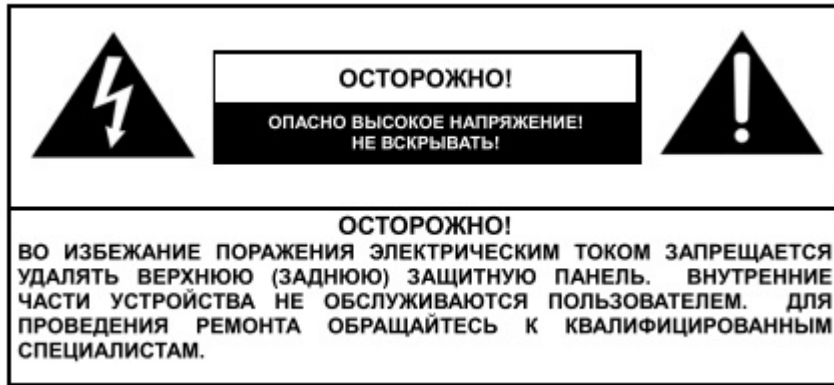 ОСТОРОЖНО!
ОПАСНО ВЫСОКОЕ НАПРЯЖЕНИЕ!
НЕ ВСКРЫВАТЬ!
ОСТОРОЖНО!
ВО ИЗБЕЖАНИЕ ПОРАЖЕНИЯ ЭЛЕКТРИЧЕСКИМ ТОКОМ ЗАПРЕЩАЕТСЯ
УДАЛЯТЬ ВЕРХНЮЮ (ЗАДНЮЮ) ЗАЩИТНУЮ ПАНЕЛЬ. ВНУТРЕННИЕ
ЧАСТИ УСТРОЙСТВА НЕ ОБСЛУЖИВАЮТСЯ ПОЛЬЗОВАТЕЛЕМ. ДЛЯ
ПРОВЕДЕНИЯ РЕМОНТА ОБРАЩАЙТЕСЬ К КВАЛИФИЦИРОВАННЫМ
СПЕЦИАЛИСТАМ.